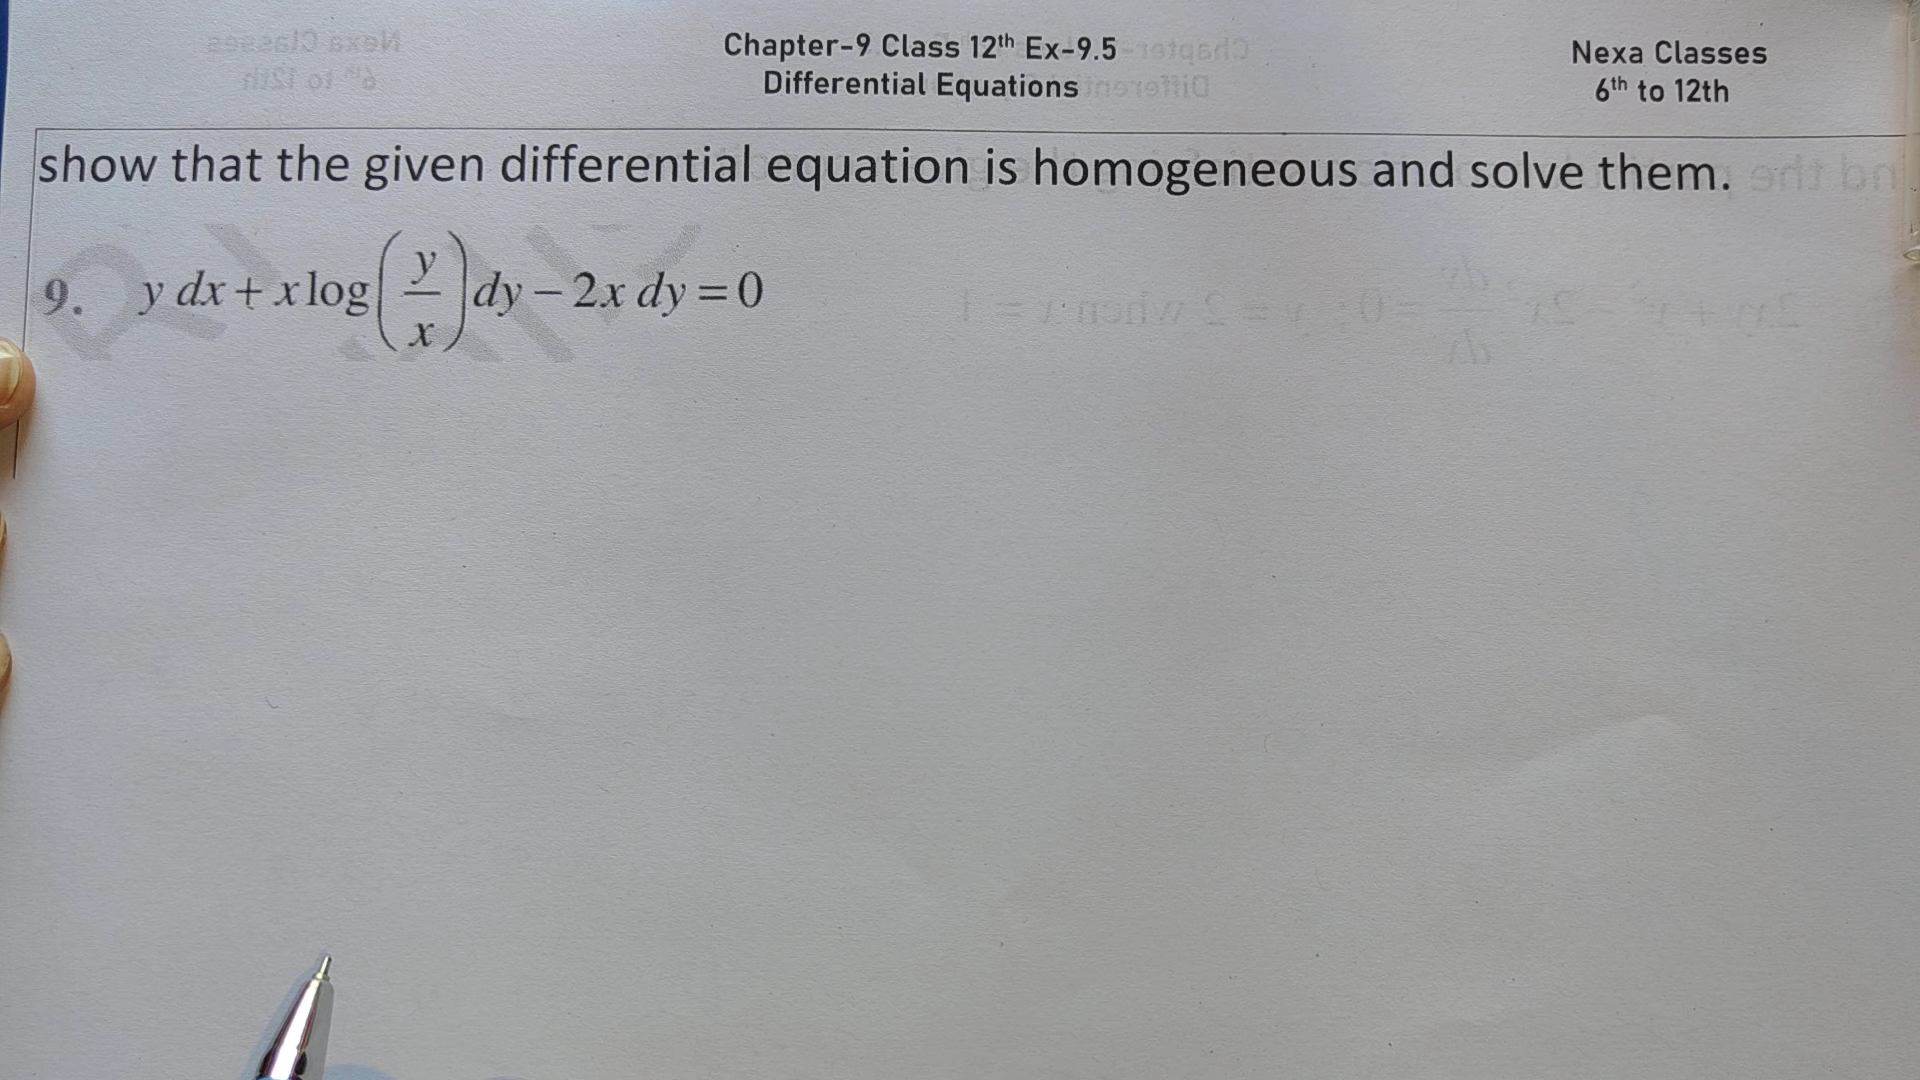 Chapter-9 Class 12th Ex-9.5
Differential Equations
Nexa Classes
6th to 12th
show that the given differential equation is homogeneous and solve them.
9. y dx + x log(y/x) dy – 2x dy = 0